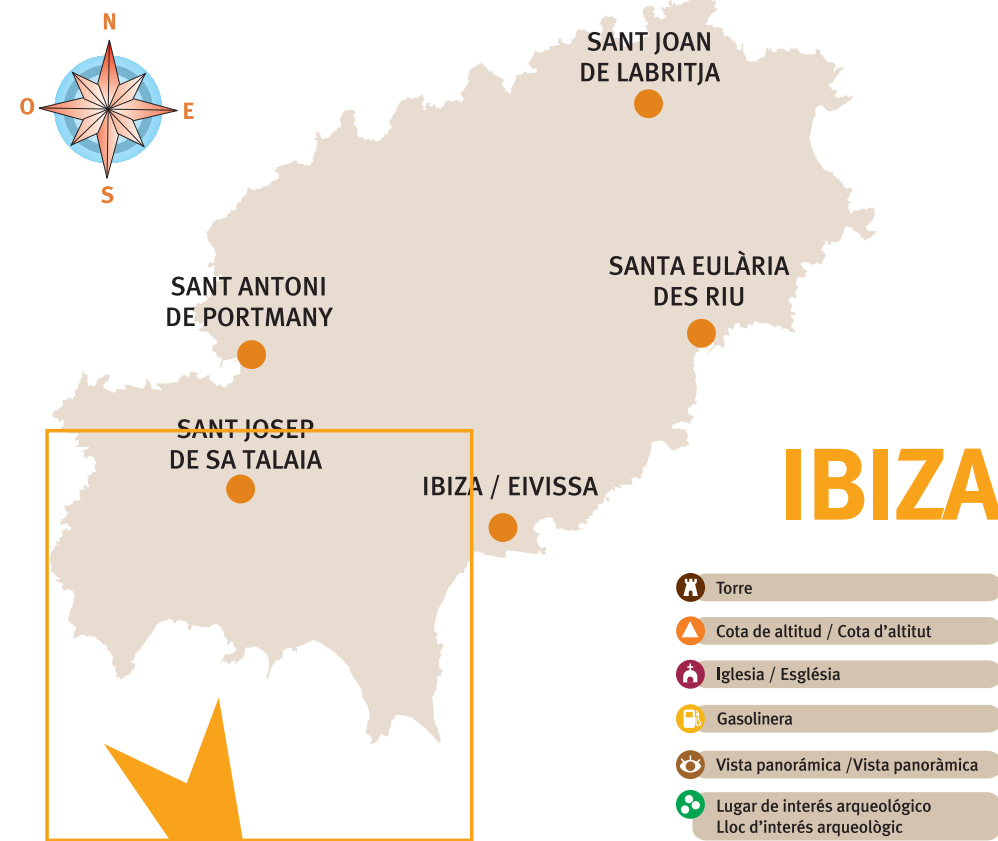 N
O
E
S
SANT JOAN
DE LABRITJA
SANTA EULÀRIA
DES RIU
SANT ANTONI
DE PORTMANY
SANT JOSEP
DE SA TALAIA
IBIZA / EIVISSA
IBIZA
Torre
Cota de altitud / Cota d'altitut
Iglesia / Església
Gasolinera
Vista panorámica /Vista panoràmica
Lugar de interés arqueológico
Lloc d'interés arqueològic